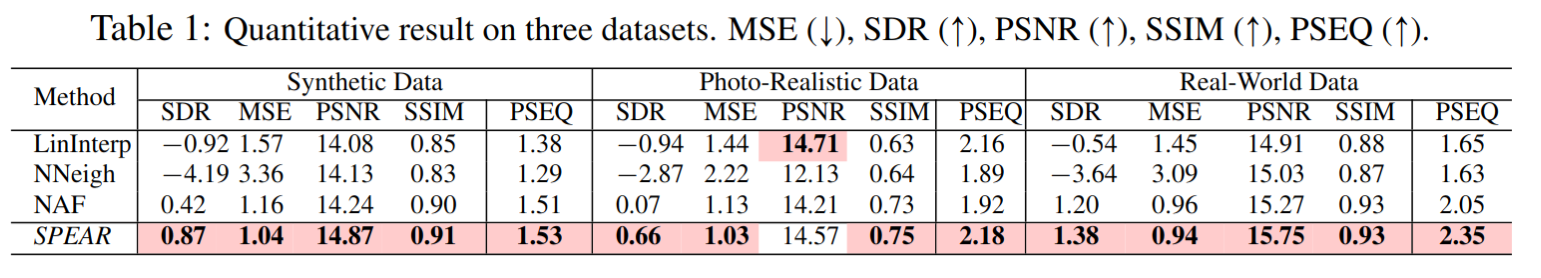 Table 1: Quantitative result on three datasets. MSE (↓), SDR (↑), PSNR (↑), SSIM (↑), PSEQ (↑).
Method Synthetic Data Photo-Realistic Data Real-World Data
SDR MSE PSNR SSIM PSEQ SDR MSE PSNR SSIM PSEQ SDR MSE PSNR SSIM PSEQ
LinInterp −0.92 1.57 14.08 0.85 1.38 −0.94 1.44 14.71 0.63 2.16 −0.54 1.45 14.91 0.88 1.65
NNeigh −4.19 3.36 14.13 0.83 1.29 −2.87 2.22 12.13 0.64 1.89 −3.64 3.09 15.03 0.87 1.63
NAF 0.42 1.16 14.24 0.90 1.51 0.07 1.13 14.21 0.73 1.92 1.20 0.96 15.27 0.93 2.05
SPEAR 0.87 1.04 14.87 0.91 1.53 0.66 1.03 14.57 0.75 2.18 1.38 0.94 15.75 0.93 2.35